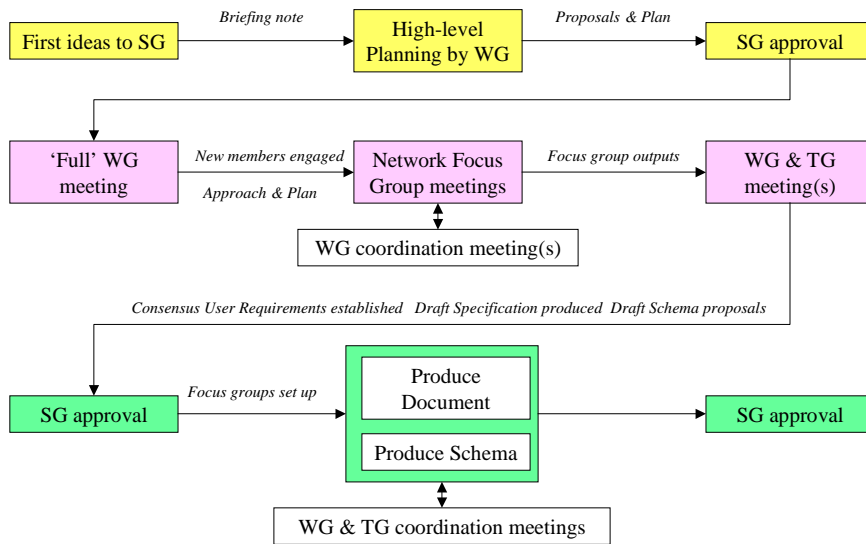 Briefing note
Proposals & Plan
First ideas to SG
High-level
Planning by WG
SG approval
‘Full’ WG
meeting
New members engaged
Approach & Plan
Network Focus
Group meetings
Focus group outputs
WG & TG
meeting(s)
WG coordination meeting(s)
Consensus User Requirements established Draft Specification produced Draft Schema proposals
SG approval
Focus groups set up
Produce
Document
Produce Schema
SG approval
WG & TG coordination meetings